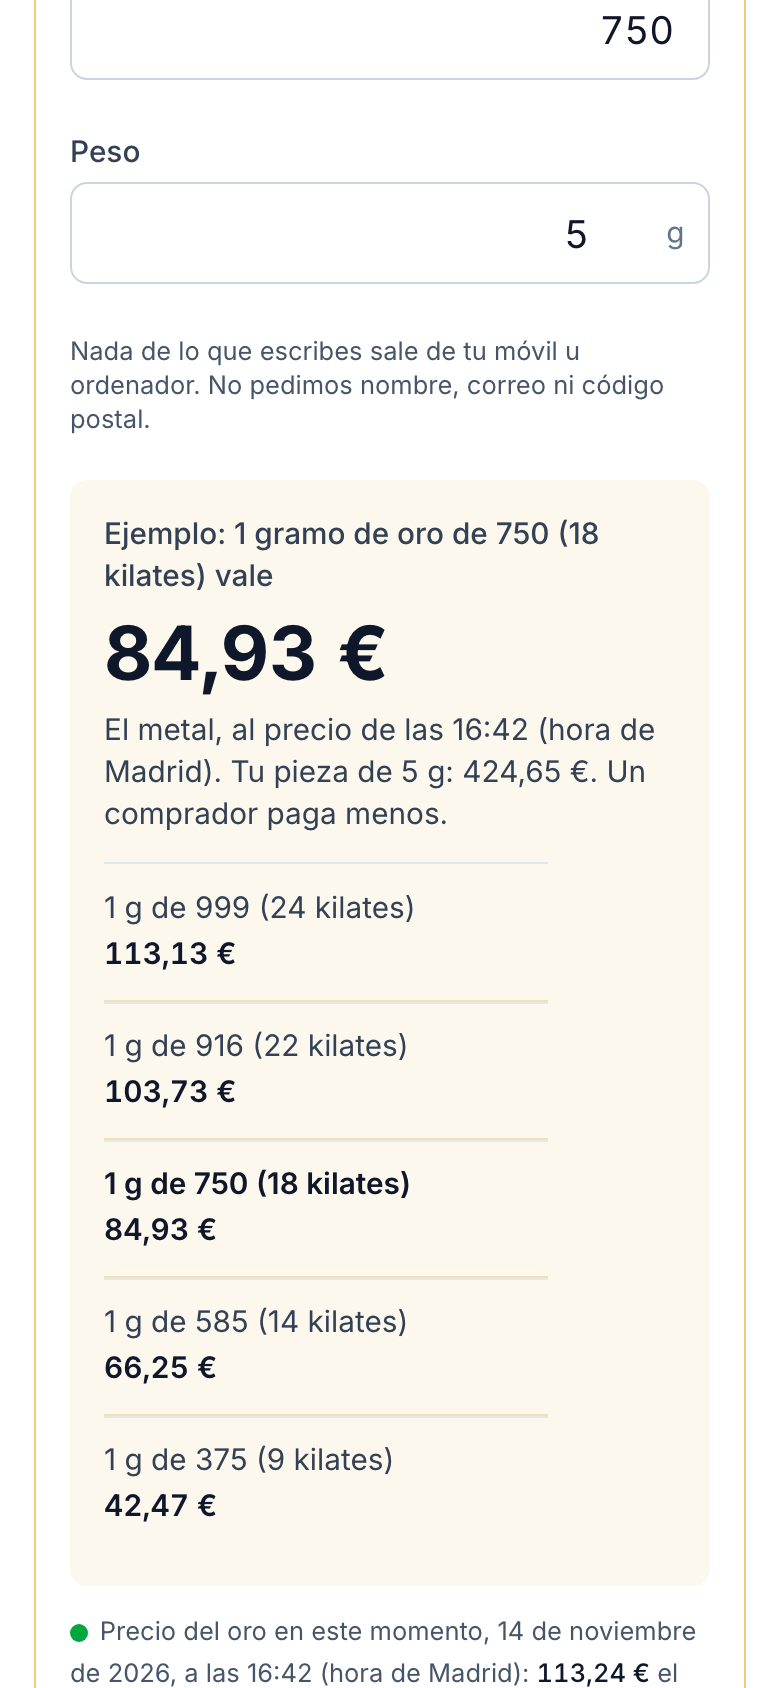 750
Peso
5 g
Nada de lo que escribes sale de tu móvil u
ordenador. No pedimos nombre, correo ni código
postal.
Ejemplo: 1 gramo de oro de 750 (18
kilates) vale
84,93 €
El metal, al precio de las 16:42 (hora de
Madrid). Tu pieza de 5 g: 424,65 €. Un
comprador paga menos.
1 g de 999 (24 kilates)
113,13 €
1 g de 916 (22 kilates)
103,73 €
1 g de 750 (18 kilates)
84,93 €
1 g de 585 (14 kilates)
66,25 €
1 g de 375 (9 kilates)
42,47 €
Precio del oro en este momento, 14 de noviembre
de 2026, a las 16:42 (hora de Madrid): 113,24 € el